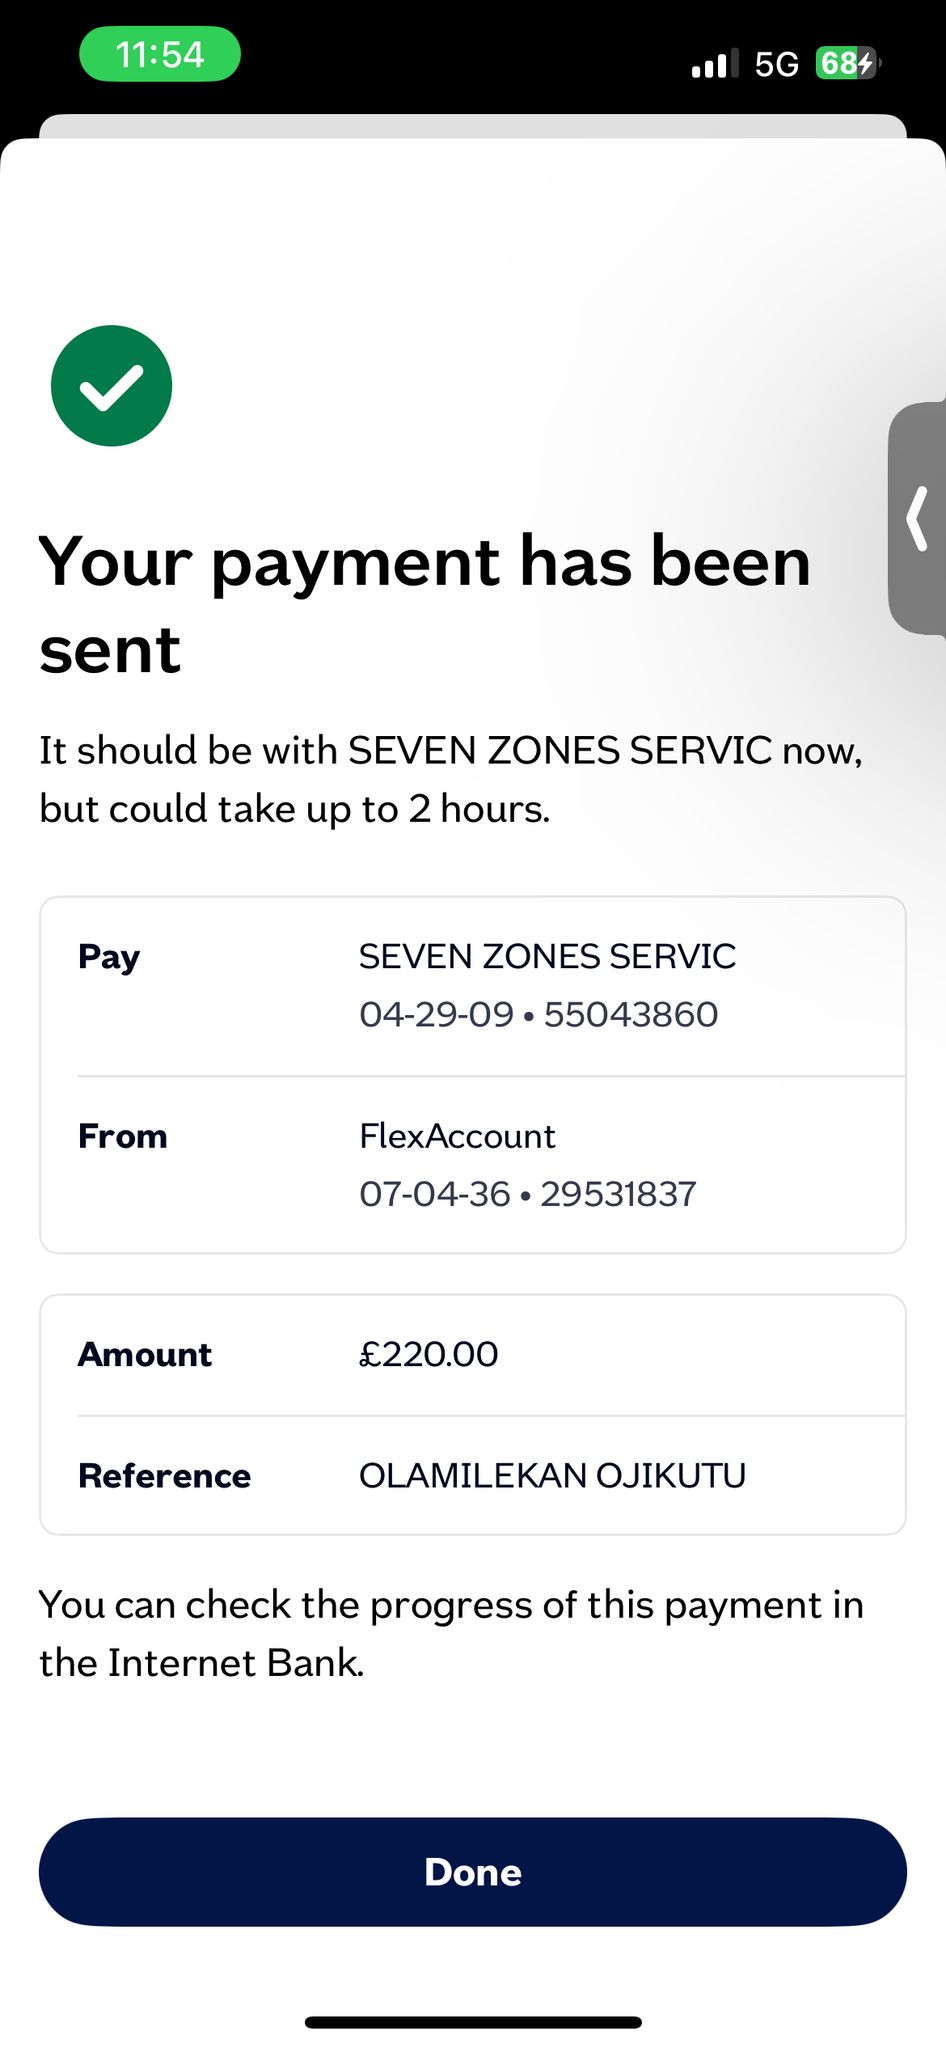 11:54
5G
68
Your payment has been
sent
It should be with SEVEN ZONES SERVIC now,
but could take up to 2 hours.
Pay
SEVEN ZONES SERVIC
04-29-09 • 55043860
From
FlexAccount
07-04-36 • 29531837
Amount
£220.00
Reference
OLAMILEKAN OJIKUTU
You can check the progress of this payment in
the Internet Bank.
Done